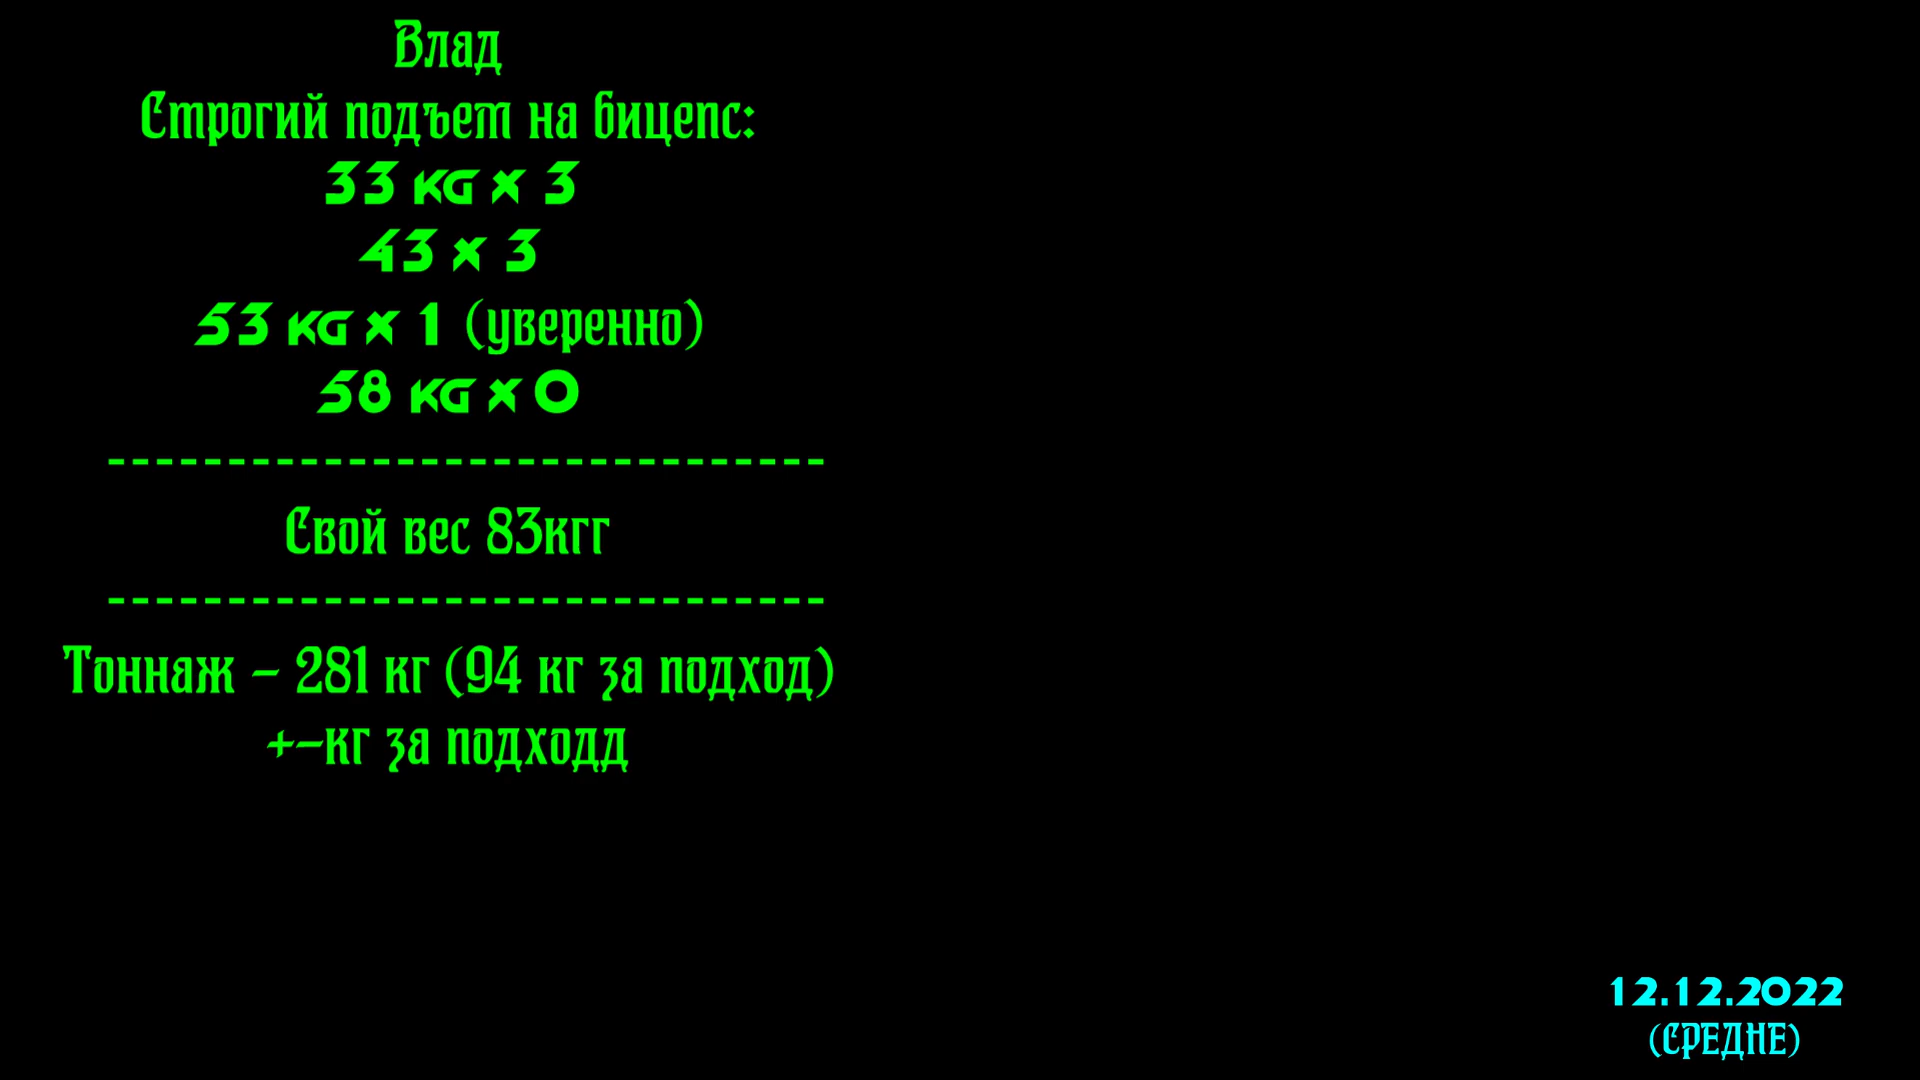 Влад
Строгий подъем на бицепс:
33 KG x 3
43 x 3
53 KG x 1 (уверенно)
58 KG x 0
------------------------------
Свой вес 83кгг
------------------------------
Тоннаж - 281 кг (94 кг за подход)
+-кг за подходд
12.12.2022
(СРЕДНЕ)